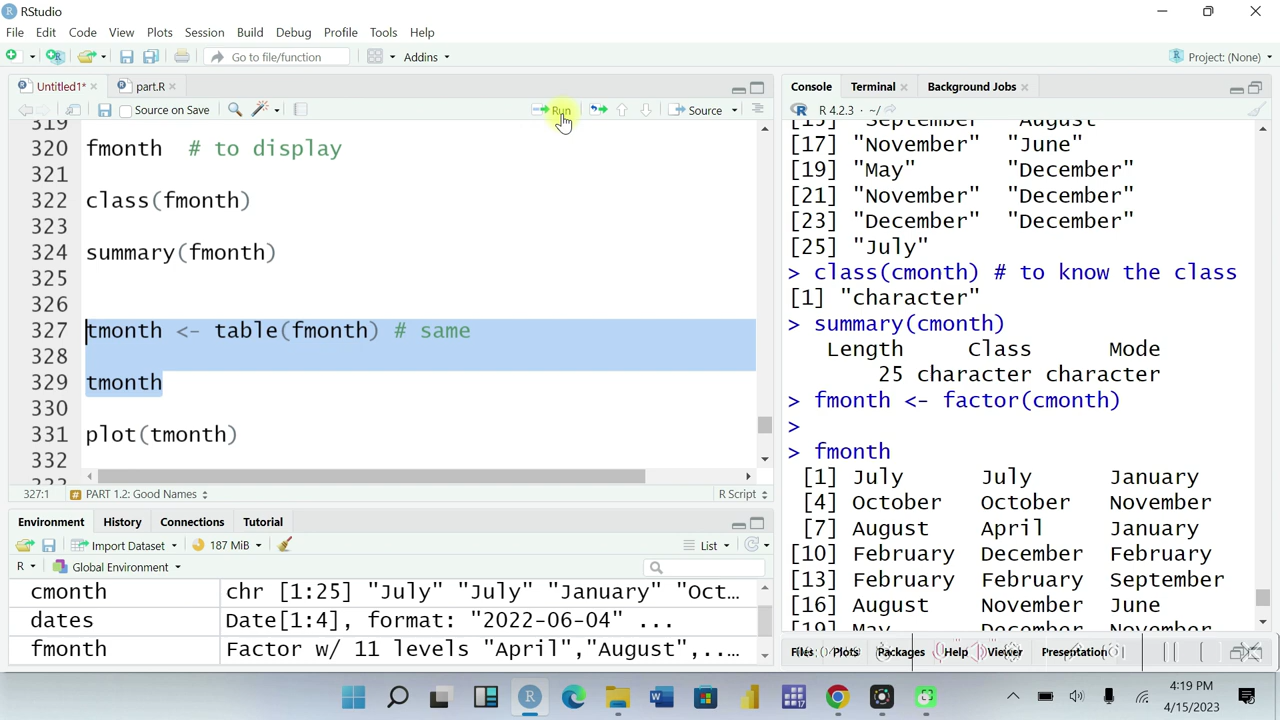 RStudio
File Edit Code View Plots Session Build Debug Profile Tools Help
Go to file/function Addins Project: (None)
Untitled1* part.R
Source on Save Run Source
319
320 fmonth # to display
321
322 class(fmonth)
323
324 summary(fmonth)
325
326
327 tmonth <- table(fmonth) # same
328
329 tmonth
330
331 plot(tmonth)
332
327:1 # PART 1.2: Good Names R Script
Environment History Connections Tutorial
Import Dataset 187 MiB List
R Global Environment
cmonth chr [1:25] "July" "July" "January" "Oct...
dates Date[1:4], format: "2022-06-04" ...
fmonth Factor w/ 11 levels "April","August",..:...
Console Terminal Background Jobs
R 4.2.3 · ~/
[15] "September" "August"
[17] "November" "June"
[19] "May" "December"
[21] "November" "December"
[23] "December" "December"
[25] "July"
> class(cmonth) # to know the class
[1] "character"
> summary(cmonth)
Length Class Mode
25 character character
> fmonth <- factor(cmonth)
>
> fmonth
[1] July July January
[4] October October November
[7] August April January
[10] February December February
[13] February February September
[16] August November June
[19] May December November
Files Plots Packages Help Viewer Presentation
17
4:19 PM
4/15/2023